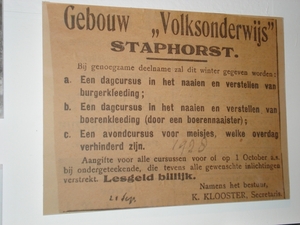 Gebouw „Volksonderwijs”
STAPHORST.
Bij genoegzame deelname zal dit winter gegeven worden:
a. Een dagcursus in het naaien en verstellen van
burgerkleeding;
b. Een dagcursus in het naaien en verstellen van
boerenkleeding (door een boerennaaister);
c. Een avondcursus voor meisjes, welke overdag
verhinderd zijn.
1928
Aangifte voor alle cursussen voor of op 1 October a.s.
bij ondergeteekende, die tevens alle gewenschte inlichtingen
verstrekt. Lesgeld billijk.
Namens het bestuur,
K. KLOOSTER, Secretaris.